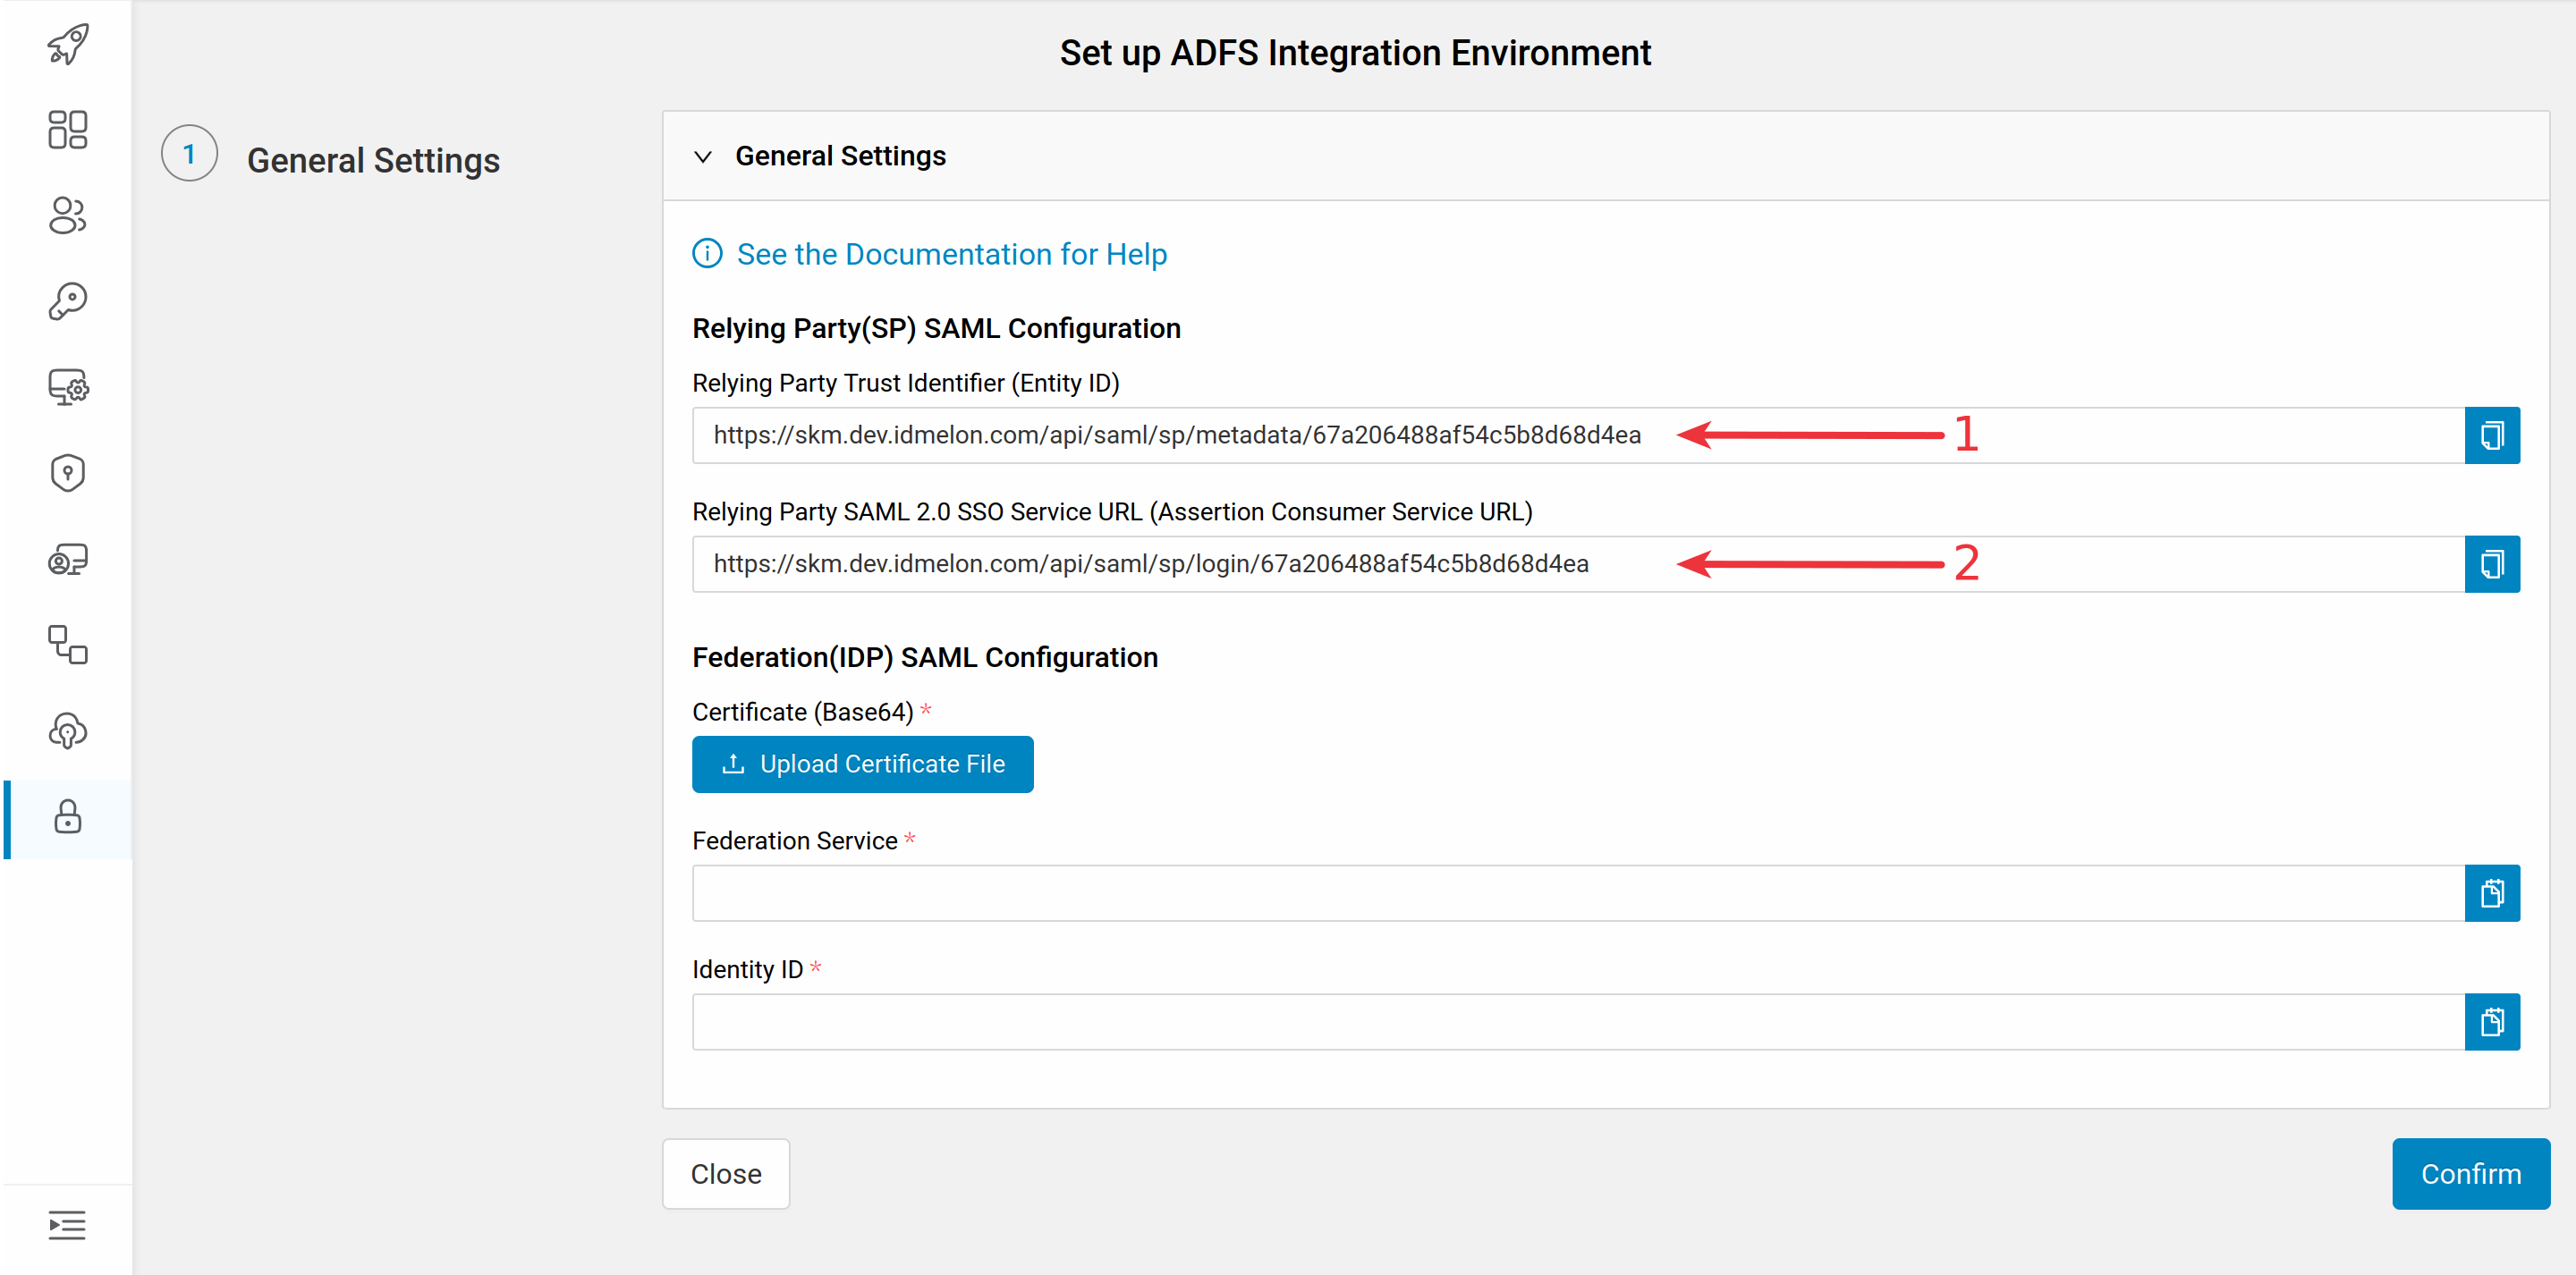 Set up ADFS Integration Environment
1
General Settings
General Settings
See the Documentation for Help
Relying Party(SP) SAML Configuration
Relying Party Trust Identifier (Entity ID)
https://skm.dev.idmelon.com/api/saml/sp/metadata/67a206488af54c5b8d68d4ea
1
Relying Party SAML 2.0 SSO Service URL (Assertion Consumer Service URL)
https://skm.dev.idmelon.com/api/saml/sp/login/67a206488af54c5b8d68d4ea
2
Federation(IDP) SAML Configuration
Certificate (Base64) *
Upload Certificate File
Federation Service *
Identity ID *
Close
Confirm